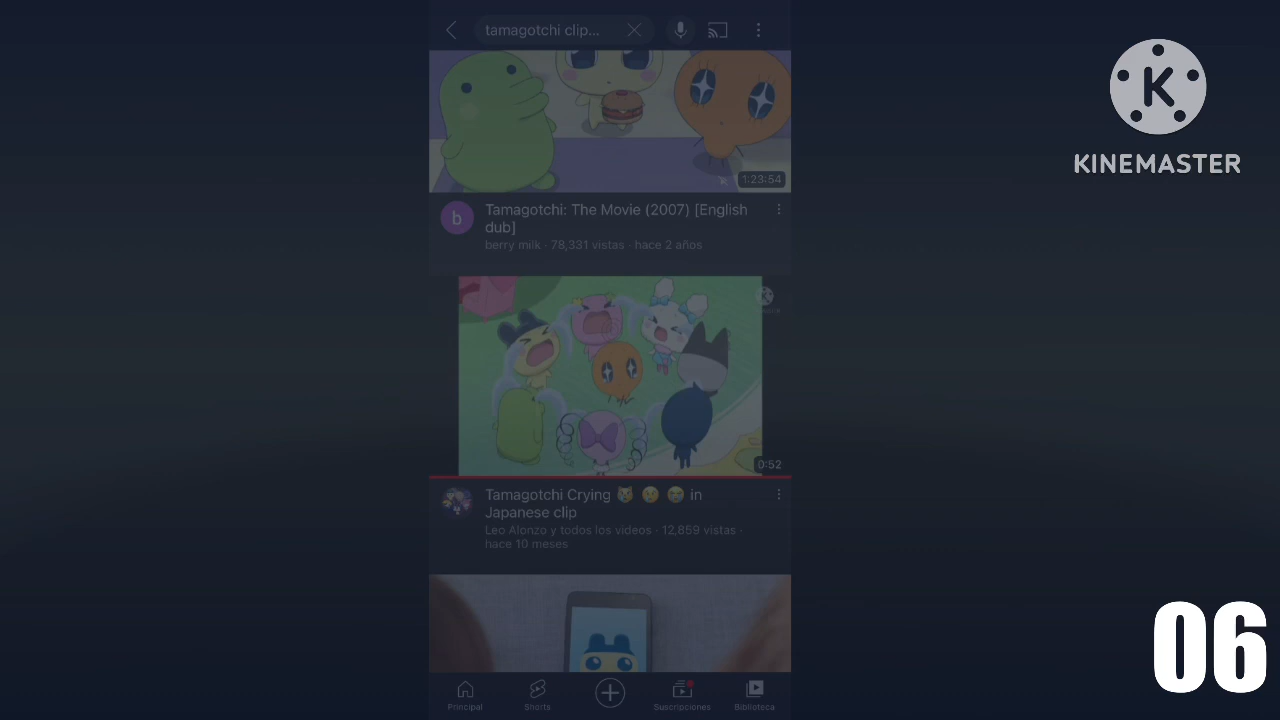 tamagotchi clip...
K
KINEMASTER
1:23:54
b
Tamagotchi: The Movie (2007) [English
dub]
berry milk · 78,331 vistas · hace 2 años
0:52
Tamagotchi Crying 😿 😢 😭 in
Japanese clip
Leo Alonzo y todos los videos · 12,859 vistas ·
hace 10 meses
06
Principal
Shorts
Suscripciones
Biblioteca